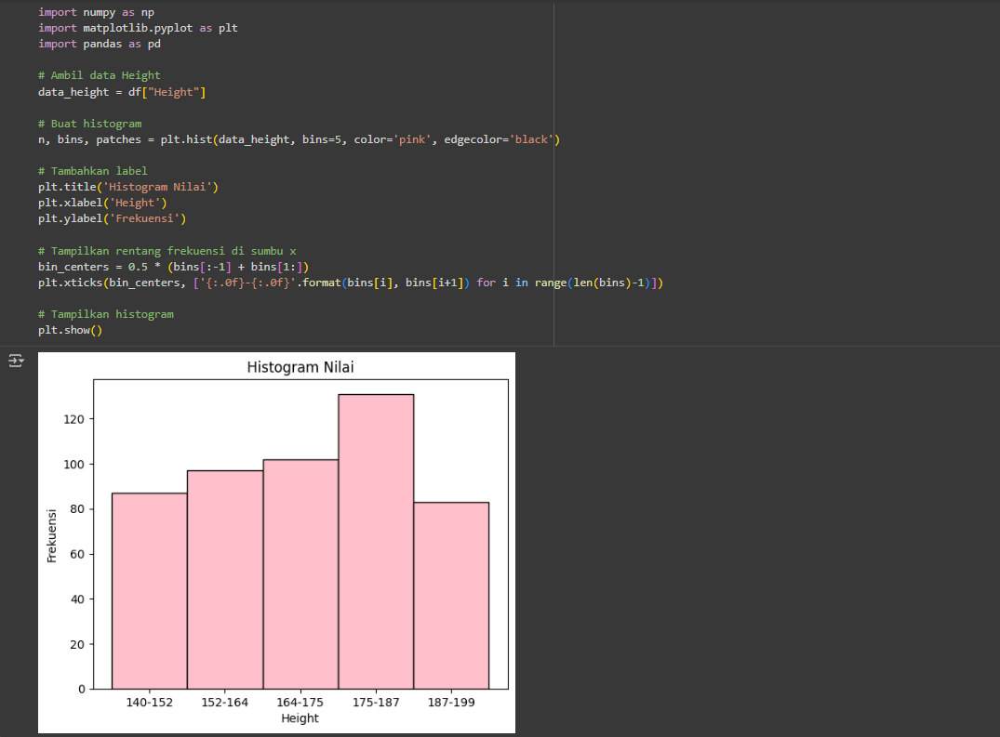 import numpy as np
import matplotlib.pyplot as plt
import pandas as pd
# Ambil data Height
data_height = df["Height"]
# Buat histogram
n, bins, patches = plt.hist(data_height, bins=5, color='pink', edgecolor='black')
# Tambahkan label
plt.title('Histogram Nilai')
plt.xlabel('Height')
plt.ylabel('Frekuensi')
# Tampilkan rentang frekuensi di sumbu x
bin_centers = 0.5 * (bins[:-1] + bins[1:])
plt.xticks(bin_centers, ['{:.0f}-{:.0f}'.format(bins[i], bins[i+1]) for i in range(len(bins)-1)])
# Tampilkan histogram
plt.show()
Histogram Nilai
120
100
80
60
40
20
0
Frekuensi
140-152 152-164 164-175 175-187 187-199
Height